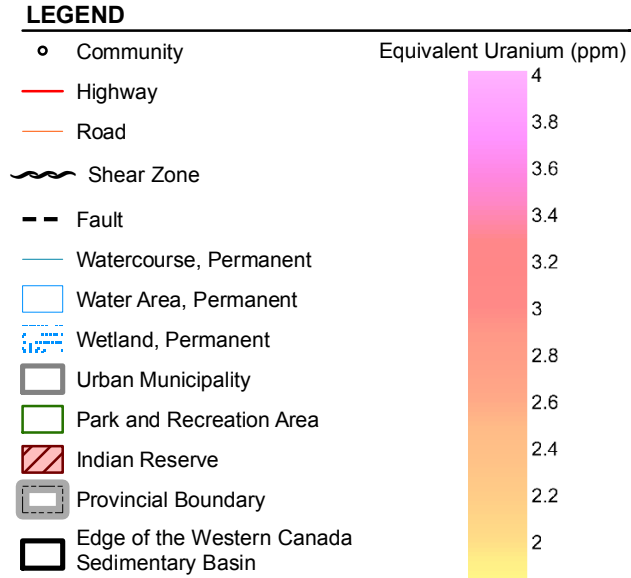 LEGEND
Community
Highway
Road
Shear Zone
Fault
Watercourse, Permanent
Water Area, Permanent
Wetland, Permanent
Urban Municipality
Park and Recreation Area
Indian Reserve
Provincial Boundary
Edge of the Western Canada
Sedimentary Basin
Equivalent Uranium (ppm)
4
3.8
3.6
3.4
3.2
3
2.8
2.6
2.4
2.2
2